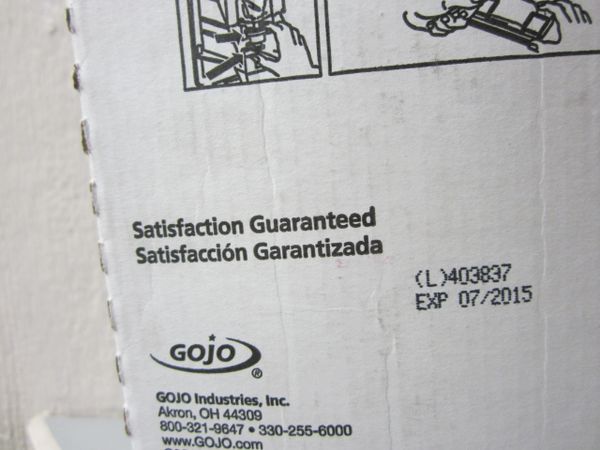 Satisfaction Guaranteed
Satisfacción Garantizada
(L)403837
EXP 07/2015
GOJO
®
GOJO Industries, Inc.
Akron, OH 44309
800-321-9647 • 330-255-6000
www.GOJO.com